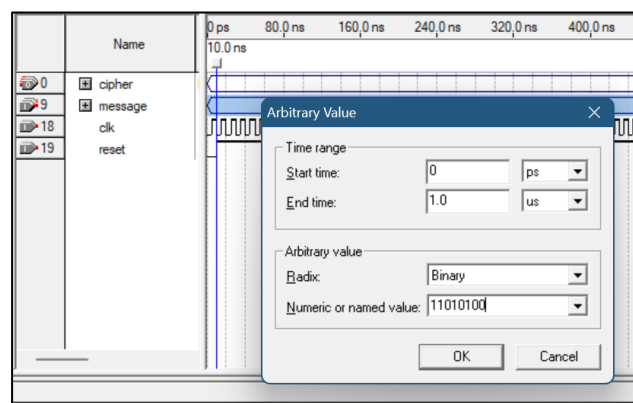 Name
0 ps 80.0 ns 160.0 ns 240.0 ns 320.0 ns 400.0 ns
10.0 ns
0 cipher
9 message
18 clk
19 reset
Arbitrary Value
Time range
Start time: 0 ps
End time: 1.0 us
Arbitrary value
Radix: Binary
Numeric or named value: 11010100
OK Cancel